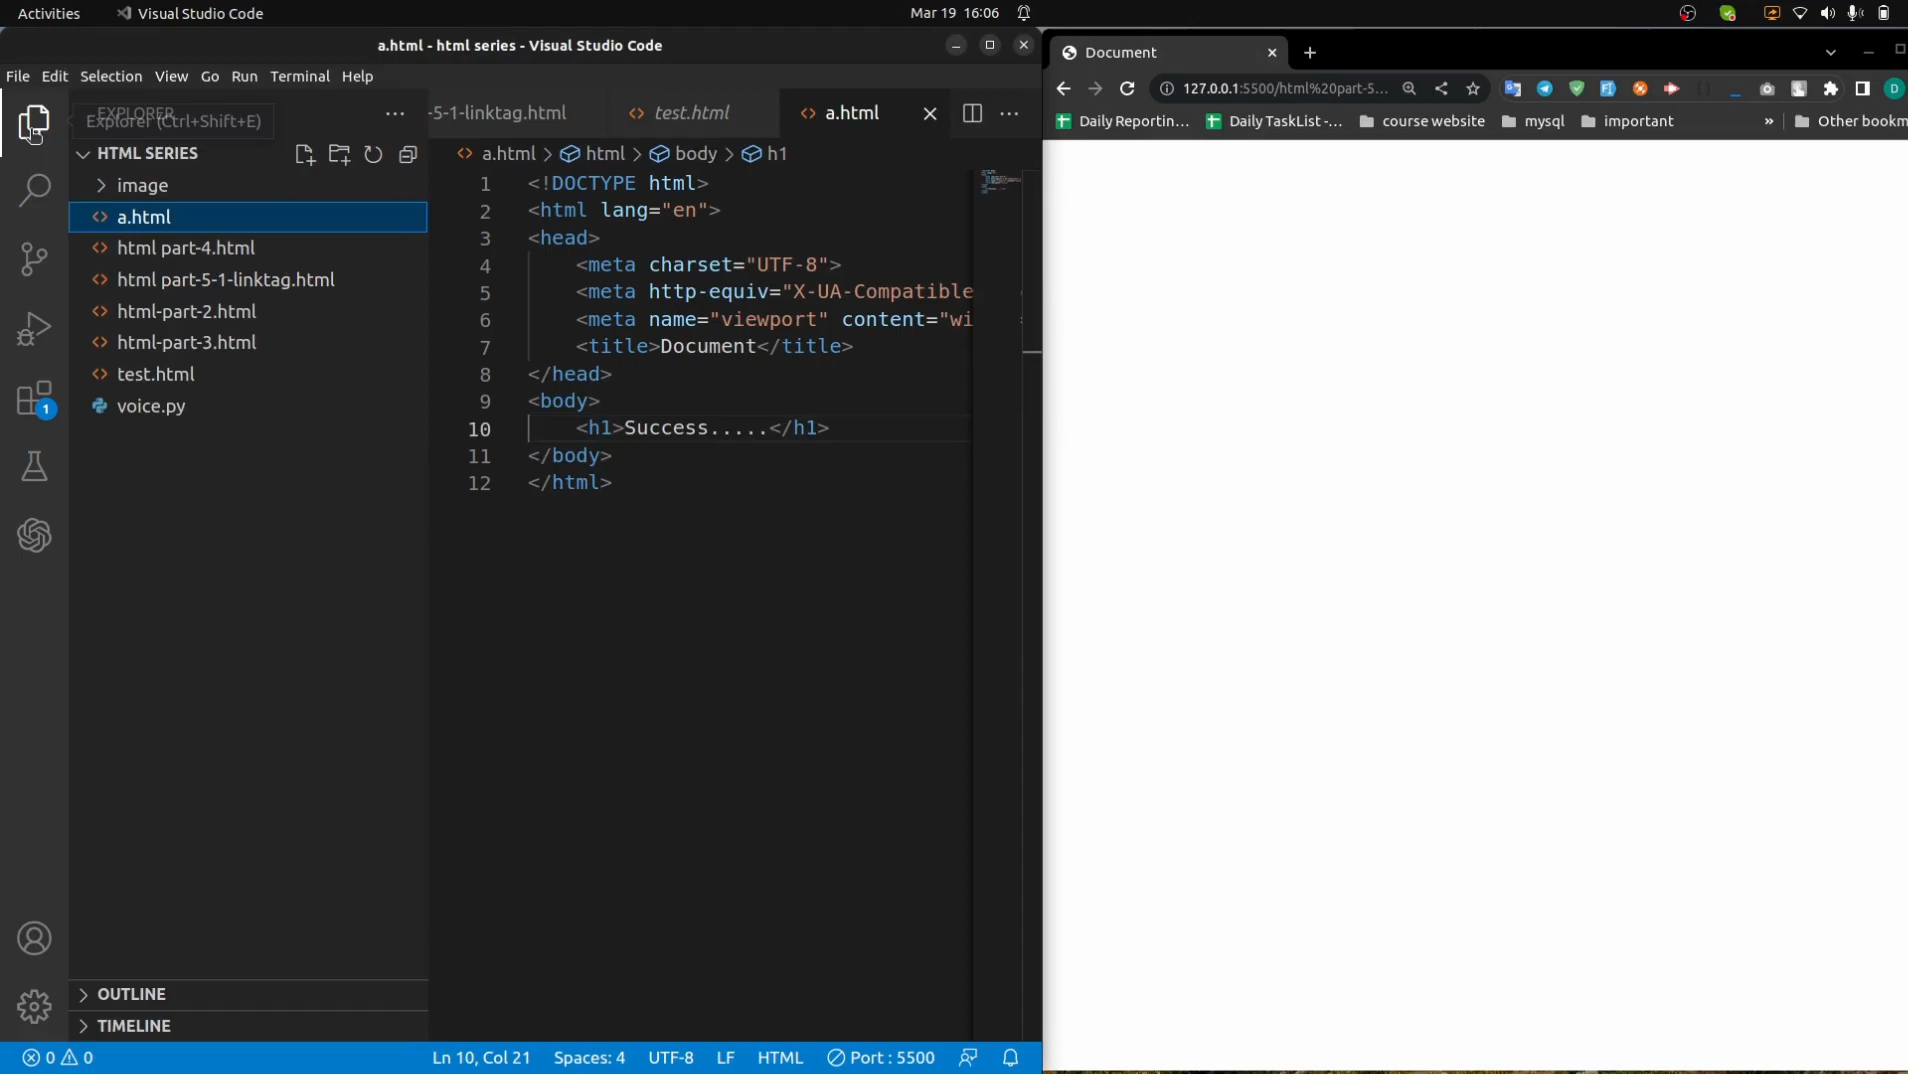 Activities Visual Studio Code Mar 19 16:06
a.html - html series - Visual Studio Code
File Edit Selection View Go Run Terminal Help
EXPLORER
Explorer (Ctrl+Shift+E)
HTML SERIES
image
a.html
html part-4.html
html part-5-1-linktag.html
html-part-2.html
html-part-3.html
test.html
voice.py
OUTLINE
TIMELINE
1
-5-1-linktag.html test.html a.html
a.html > html > body > h1
1 <!DOCTYPE html>
2 <html lang="en">
3 <head>
4 <meta charset="UTF-8">
5 <meta http-equiv="X-UA-Compatible
6 <meta name="viewport" content="wi
7 <title>Document</title>
8 </head>
9 <body>
10 <h1>Success.....</h1>
11 </body>
12 </html>
0 0 Ln 10, Col 21 Spaces: 4 UTF-8 LF HTML Port : 5500
Document
127.0.0.1:5500/html%20part-5...
D
Daily Reportin... Daily TaskList -... course website mysql important » Other bookm